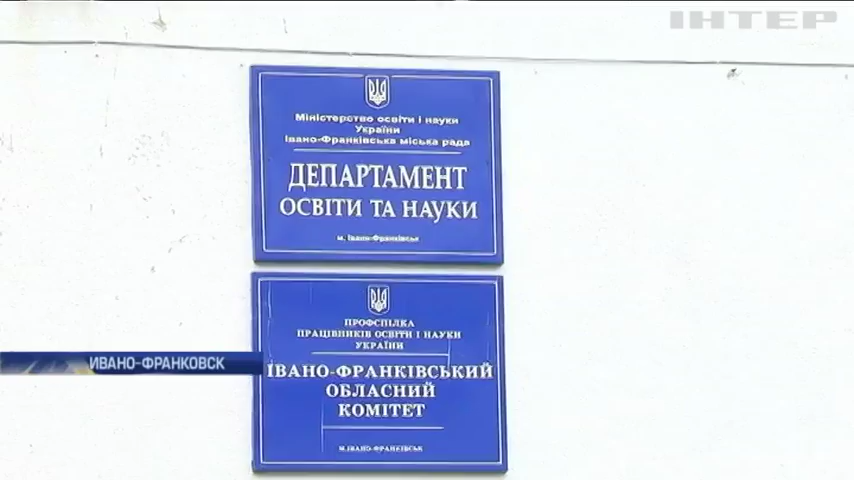 ІНТЕР
Міністерство освіти і науки
України
Івано-Франківська міська рада
ДЕПАРТАМЕНТ
ОСВІТИ ТА НАУКИ
м. Івано-Франківськ
ПРОФСПІЛКА
ПРАЦІВНИКІВ ОСВІТИ І НАУКИ
УКРАЇНИ
ІВАНО-ФРАНКІВСЬКИЙ
ОБЛАСНИЙ
КОМІТЕТ
М.ІВАНО-ФРАНКІВСЬК
ИВАНО-ФРАНКОВСК